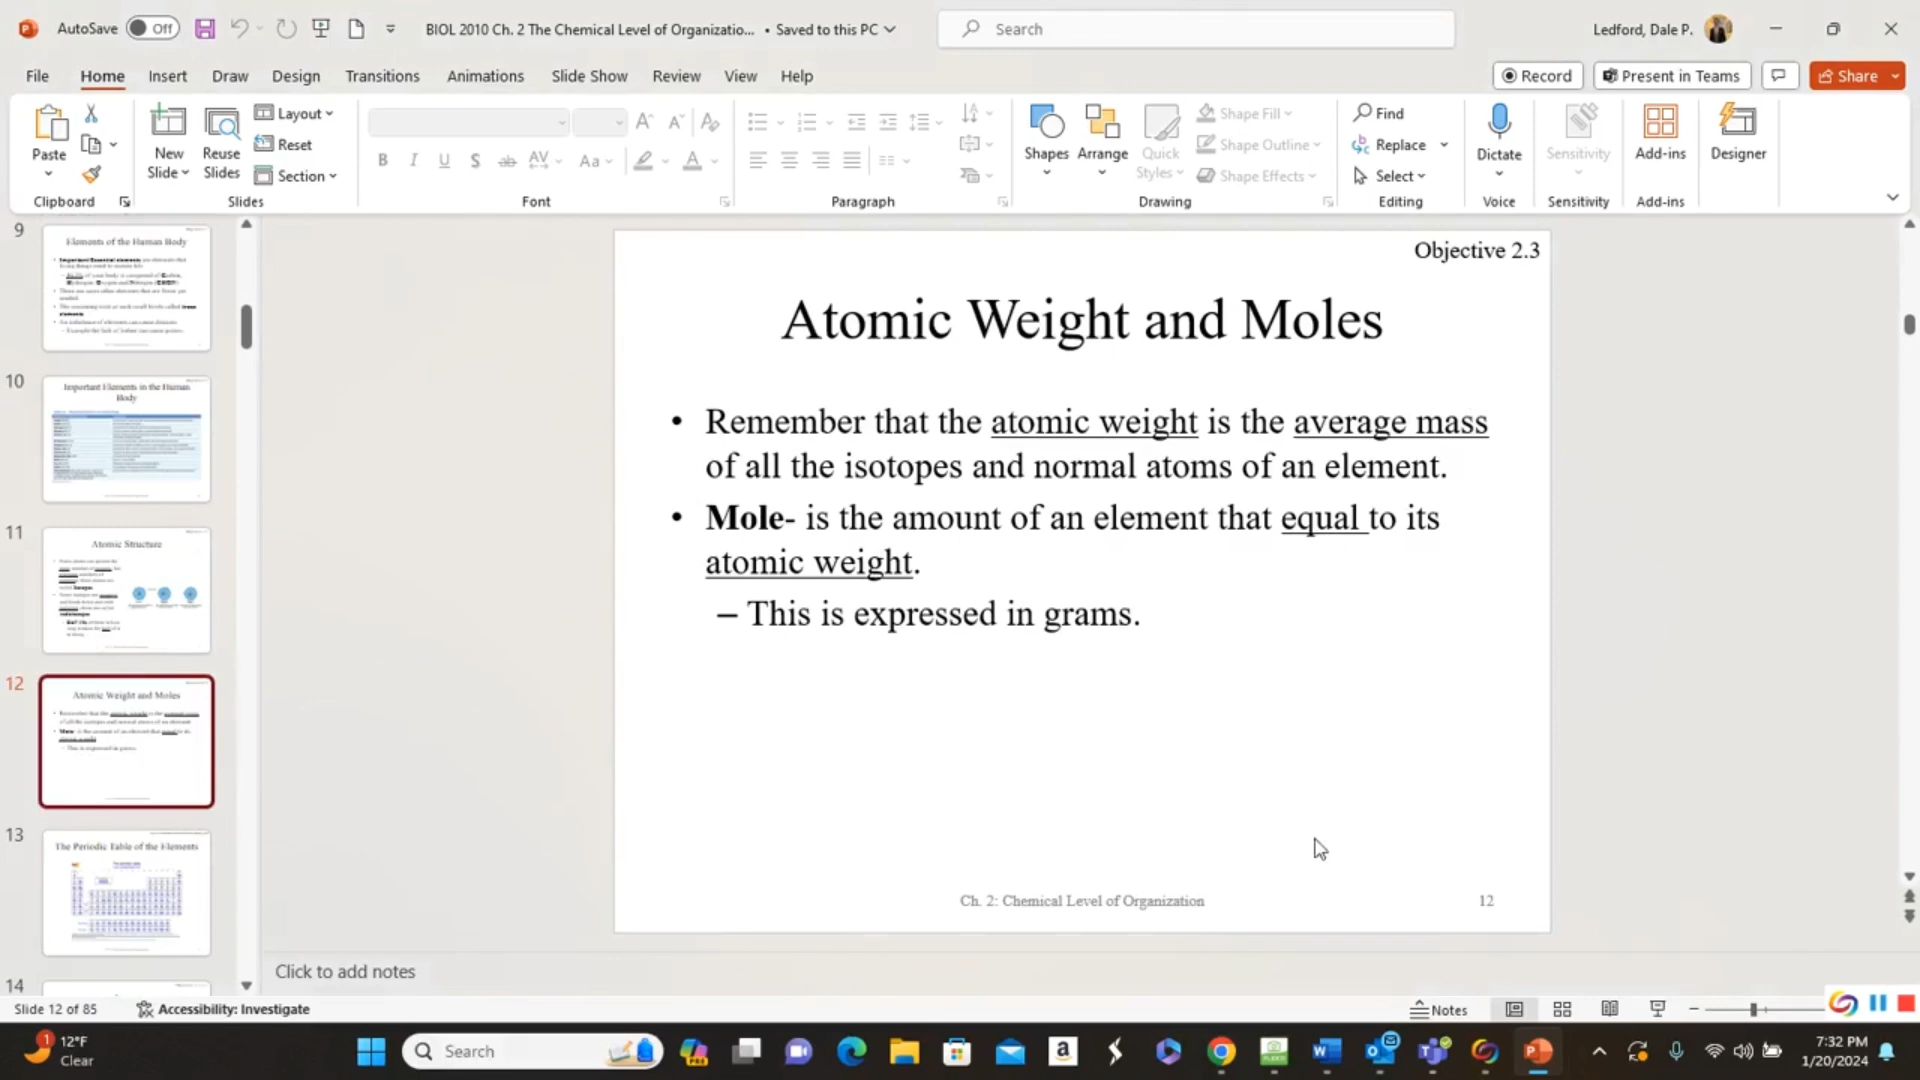 AutoSave Off BIOL 2010 Ch. 2 The Chemical Level of Organizatio... • Saved to this PC Search Ledford, Dale P.
File Home Insert Draw Design Transitions Animations Slide Show Review View Help Record Present in Teams Share
Paste
New Slide
Reuse Slides
Layout
Reset
Section
Aa
Shapes
Arrange
Quick Styles
Shape Fill
Shape Outline
Shape Effects
Find
Replace
Select
Dictate
Sensitivity
Add-ins
Designer
Clipboard Slides Font Paragraph Drawing Editing Voice Sensitivity Add-ins
9
Elements of the Human Body
10
Important Elements in the Human
Body
11
Atomic Structure
12
Atomic Weight and Moles
13
The Periodic Table of the Elements
14
Objective 2.3
Atomic Weight and Moles
• Remember that the atomic weight is the average mass
of all the isotopes and normal atoms of an element.
• Mole- is the amount of an element that equal to its
atomic weight.
– This is expressed in grams.
Ch. 2: Chemical Level of Organization 12
Click to add notes
Slide 12 of 85 Accessibility: Investigate Notes
1 12°F
Clear
Search
7:32 PM
1/20/2024